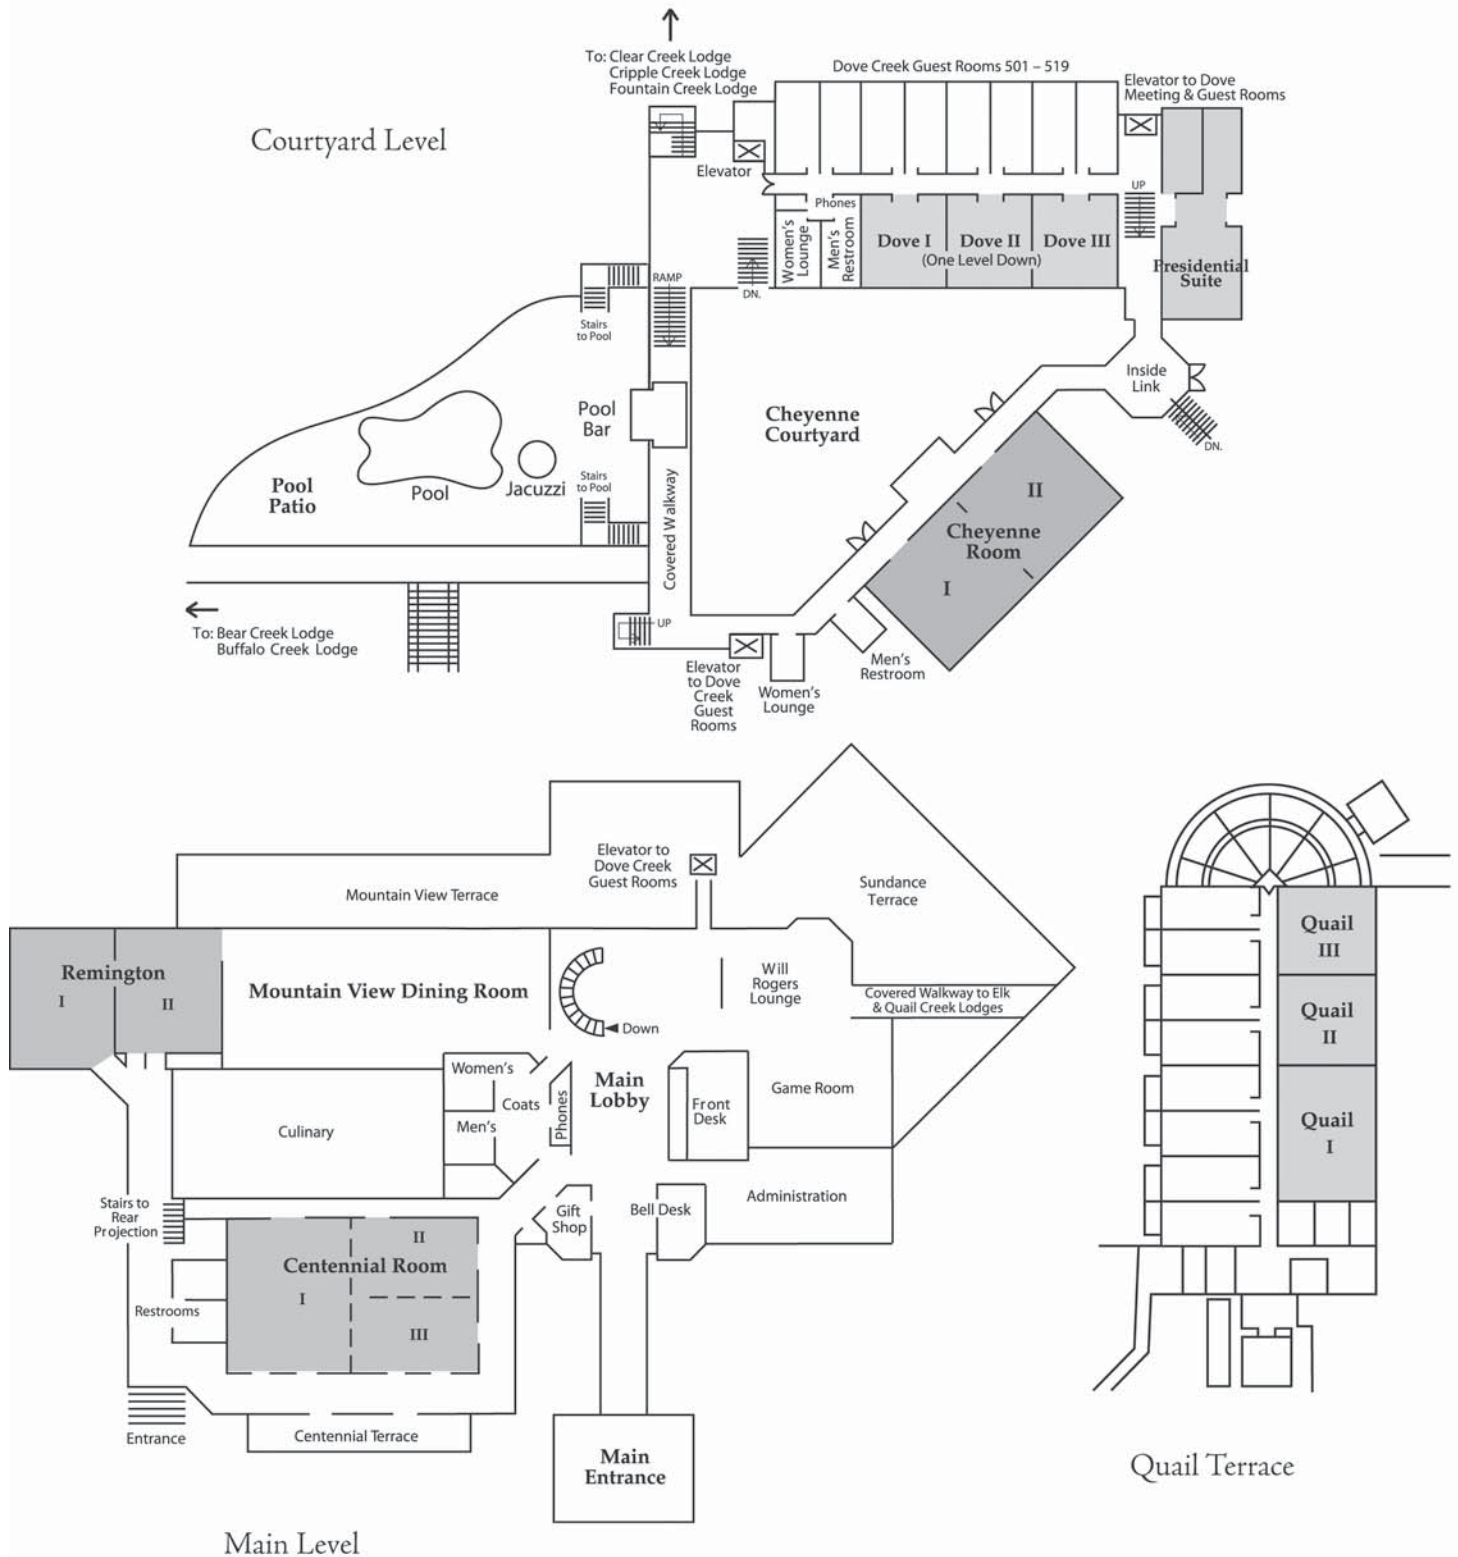 To: Clear Creek Lodge
Cripple Creek Lodge
Fountain Creek Lodge
Dove Creek Guest Rooms 501 – 519
Elevator to Dove
Meeting & Guest Rooms
Courtyard Level
Elevator
UP
Phones
Women's
Lounge
Men's
Restroom
Dove I
Dove II
Dove III
(One Level Down)
Presidential
Suite
RAMP
DN.
Stairs
to Pool
Inside
Link
DN.
Pool
Bar
Cheyenne
Courtyard
Pool
Patio
Pool
Jacuzzi
Stairs
to Pool
Covered Walkway
II
Cheyenne
Room
I
To: Bear Creek Lodge
Buffalo Creek Lodge
UP
Elevator
to Dove
Creek
Guest
Rooms
Women's
Lounge
Men's
Restroom
Elevator to
Dove Creek
Guest Rooms
Mountain View Terrace
Sundance
Terrace
Remington
I
II
Mountain View Dining Room
Down
Will
Rogers
Lounge
Covered Walkway to Elk
& Quail Creek Lodges
Women's
Coats
Men's
Phones
Main
Lobby
Front
Desk
Game Room
Culinary
Stairs to
Rear
Projection
Gift
Shop
Bell Desk
Administration
II
Centennial Room
I
III
Restrooms
Entrance
Centennial Terrace
Main
Entrance
Main Level
Quail
III
Quail
II
Quail
I
Quail Terrace